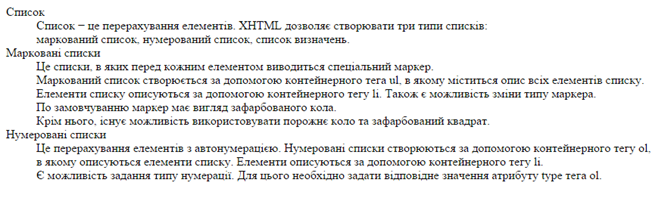 Список
Список − це перерахування елементів. XHTML дозволяє створювати три типи списків:
маркований список, нумерований список, список визначень.
Марковані списки
Це списки, в яких перед кожним елементом виводиться спеціальний маркер.
Маркований список створюється за допомогою контейнерного тега ul, в якому міститься опис всіх елементів списку.
Елементи списку описуються за допомогою контейнерного тегу li. Також є можливість зміни типу маркера.
По замовчуванню маркер має вигляд зафарбованого кола.
Крім нього, існує можливість використовувати порожнє коло та зафарбований квадрат.
Нумеровані списки
Це перерахування елементів з автонумерацією. Нумеровані списки створюються за допомогою контейнерного тегу ol,
в якому описуються елементи списку. Елементи описуються за допомогою контейнерного тегу li.
Є можливість задання типу нумерації. Для цього необхідно задати відповідне значення атрибуту type тега ol.